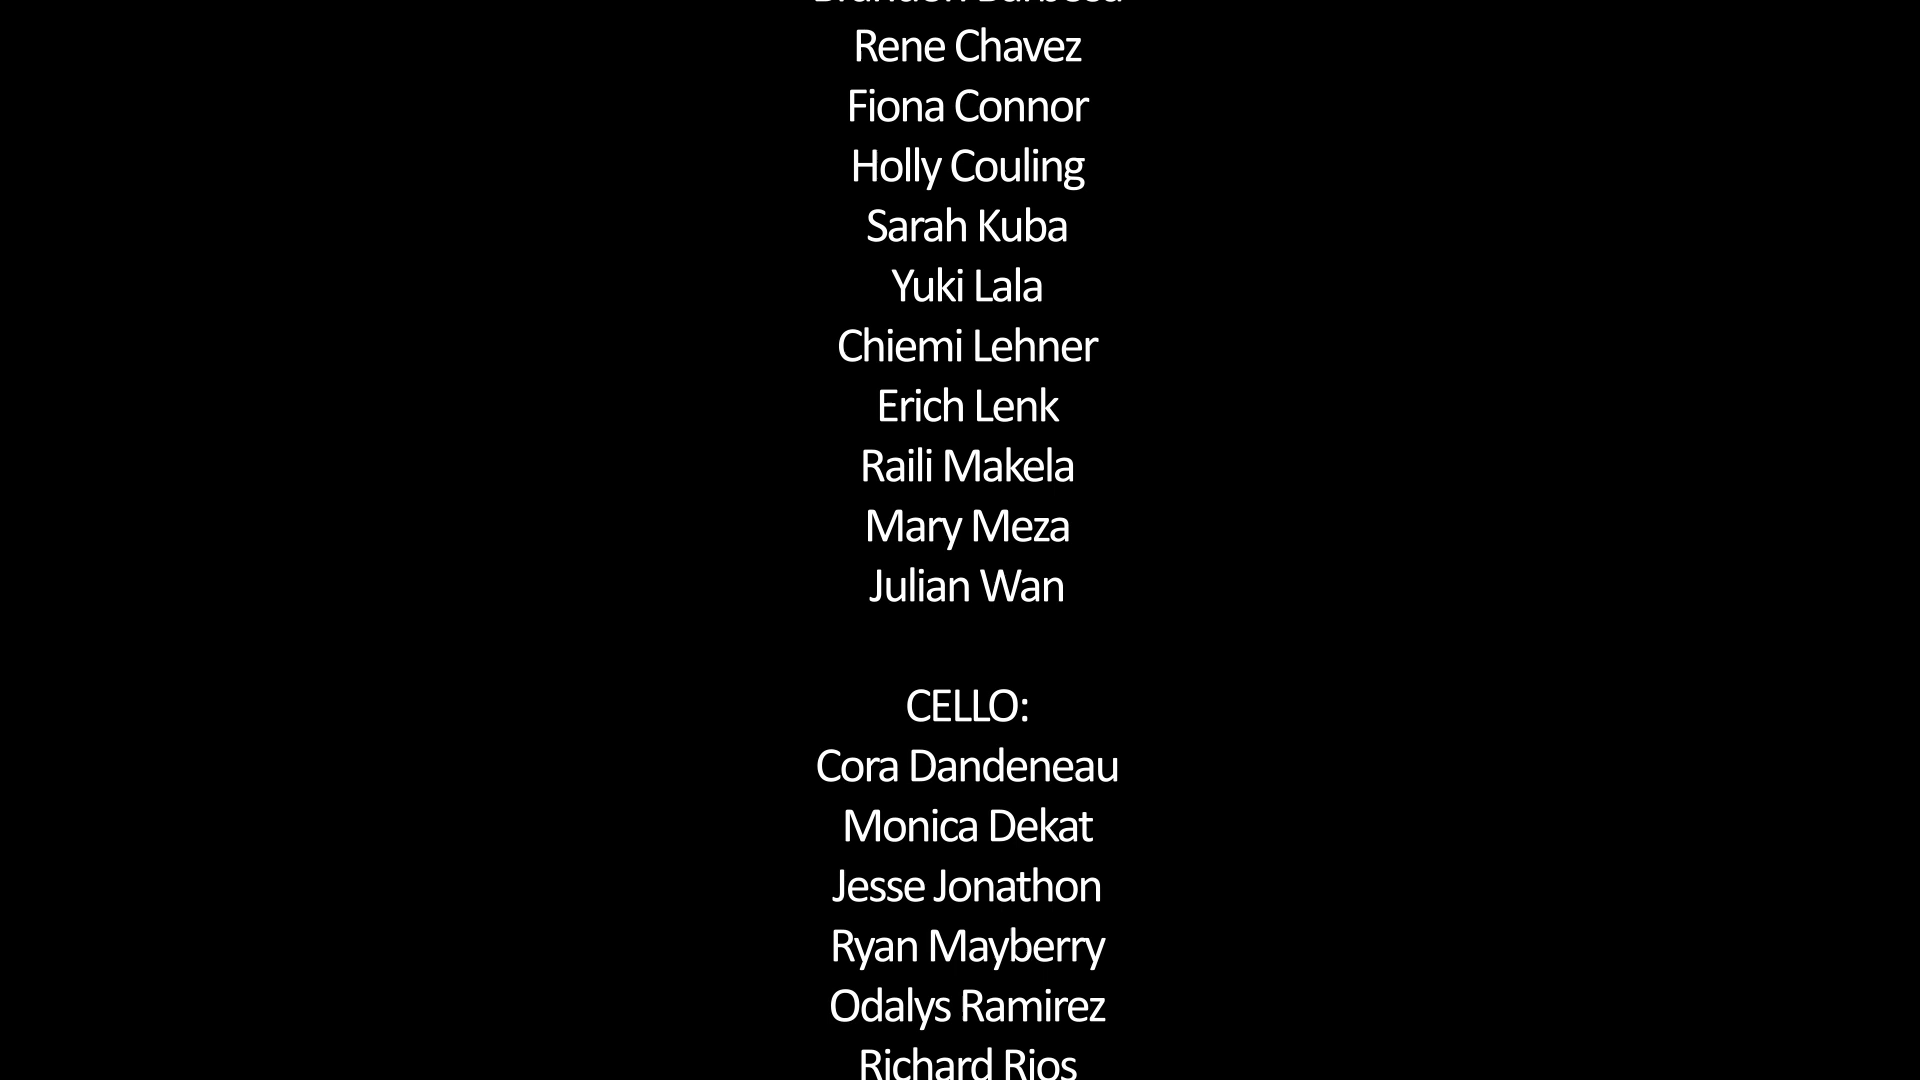 Rene Chavez
Fiona Connor
Holly Couling
Sarah Kuba
Yuki Lala
Chiemi Lehner
Erich Lenk
Raili Makela
Mary Meza
Julian Wan
CELLO:
Cora Dandeneau
Monica Dekat
Jesse Jonathon
Ryan Mayberry
Odalys Ramirez
Richard Rios